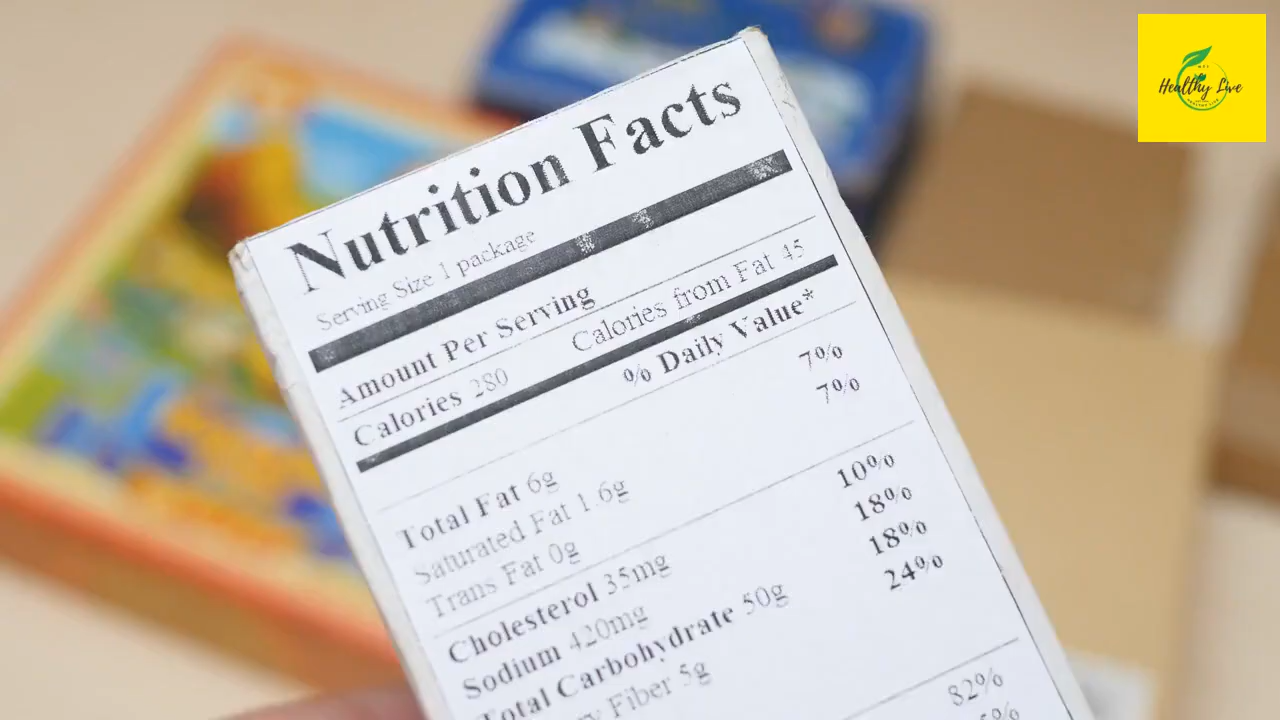 Nutrition Facts
Serving Size 1 package
Amount Per Serving
Calories 280 Calories from Fat 45
% Daily Value*
Total Fat 6g 7%
Saturated Fat 1.6g 7%
Trans Fat 0g
Cholesterol 35mg 10%
Sodium 420mg 18%
Total Carbohydrate 50g 18%
Fiber 5g 24%
82%
Healthy Live
HEALTHY LIVE